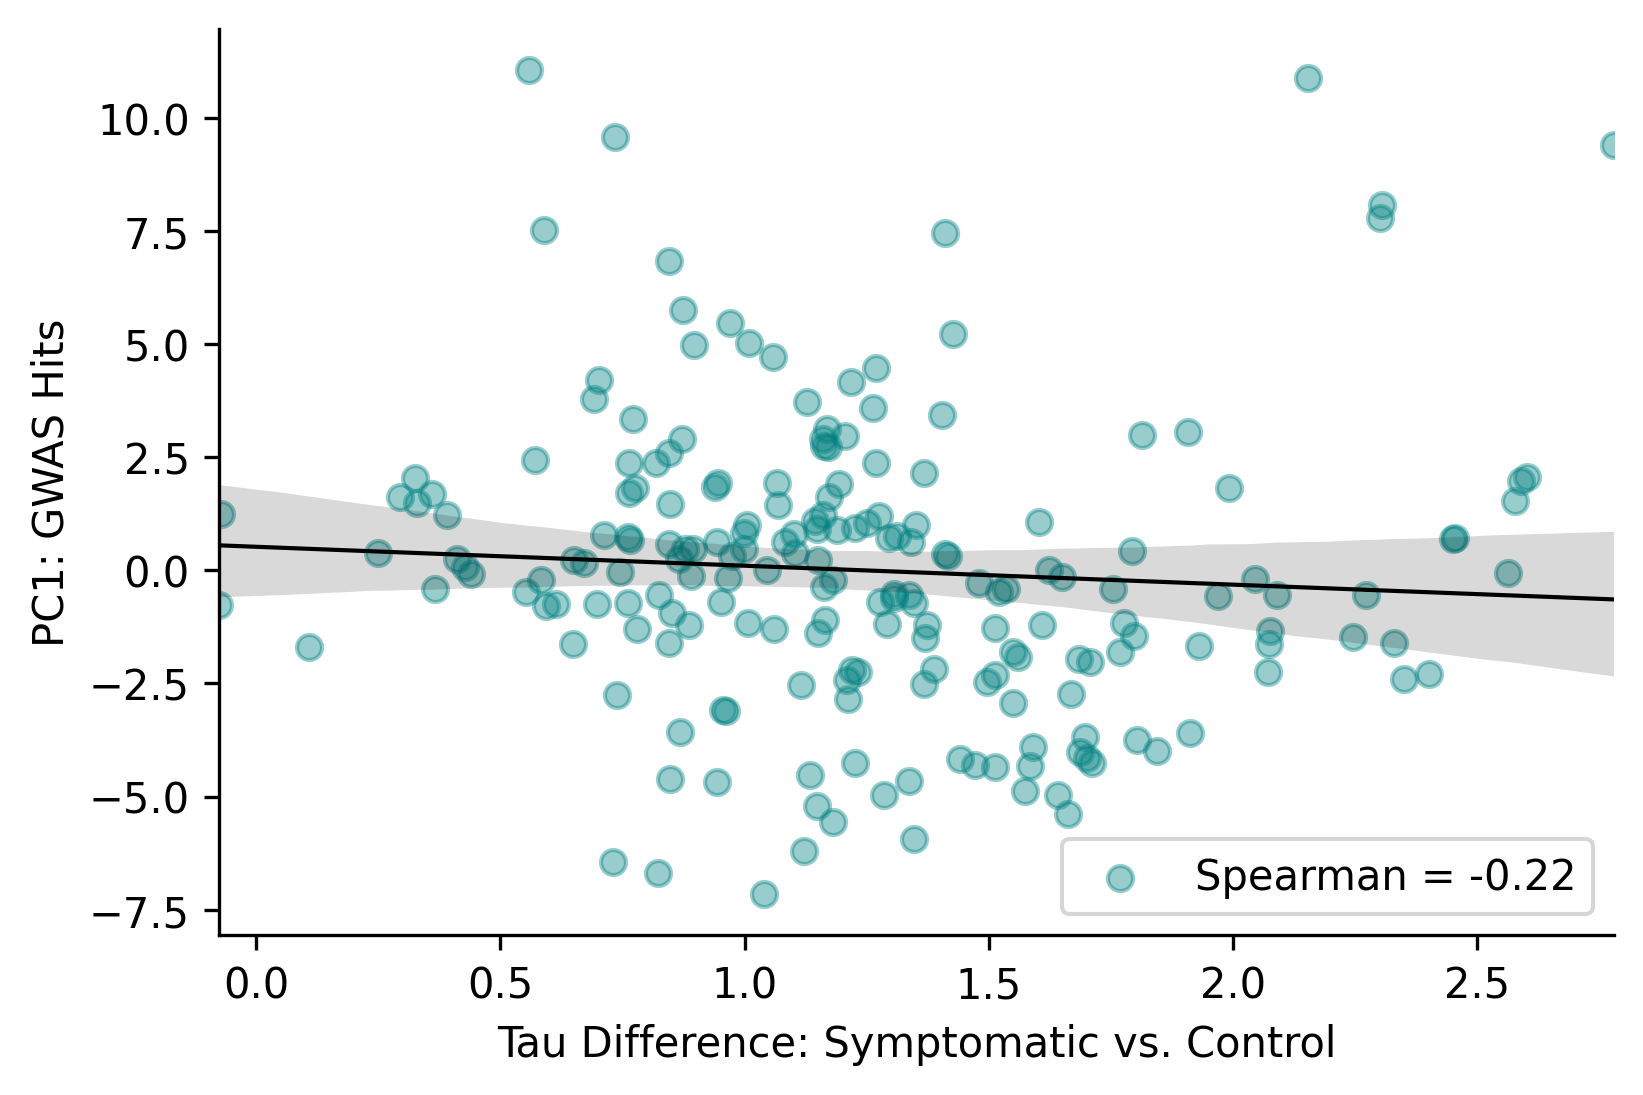 10.0
7.5
5.0
2.5
0.0
−2.5
−5.0
−7.5
PC1: GWAS Hits
Spearman = -0.22
0.0 0.5 1.0 1.5 2.0 2.5
Tau Difference: Symptomatic vs. Control